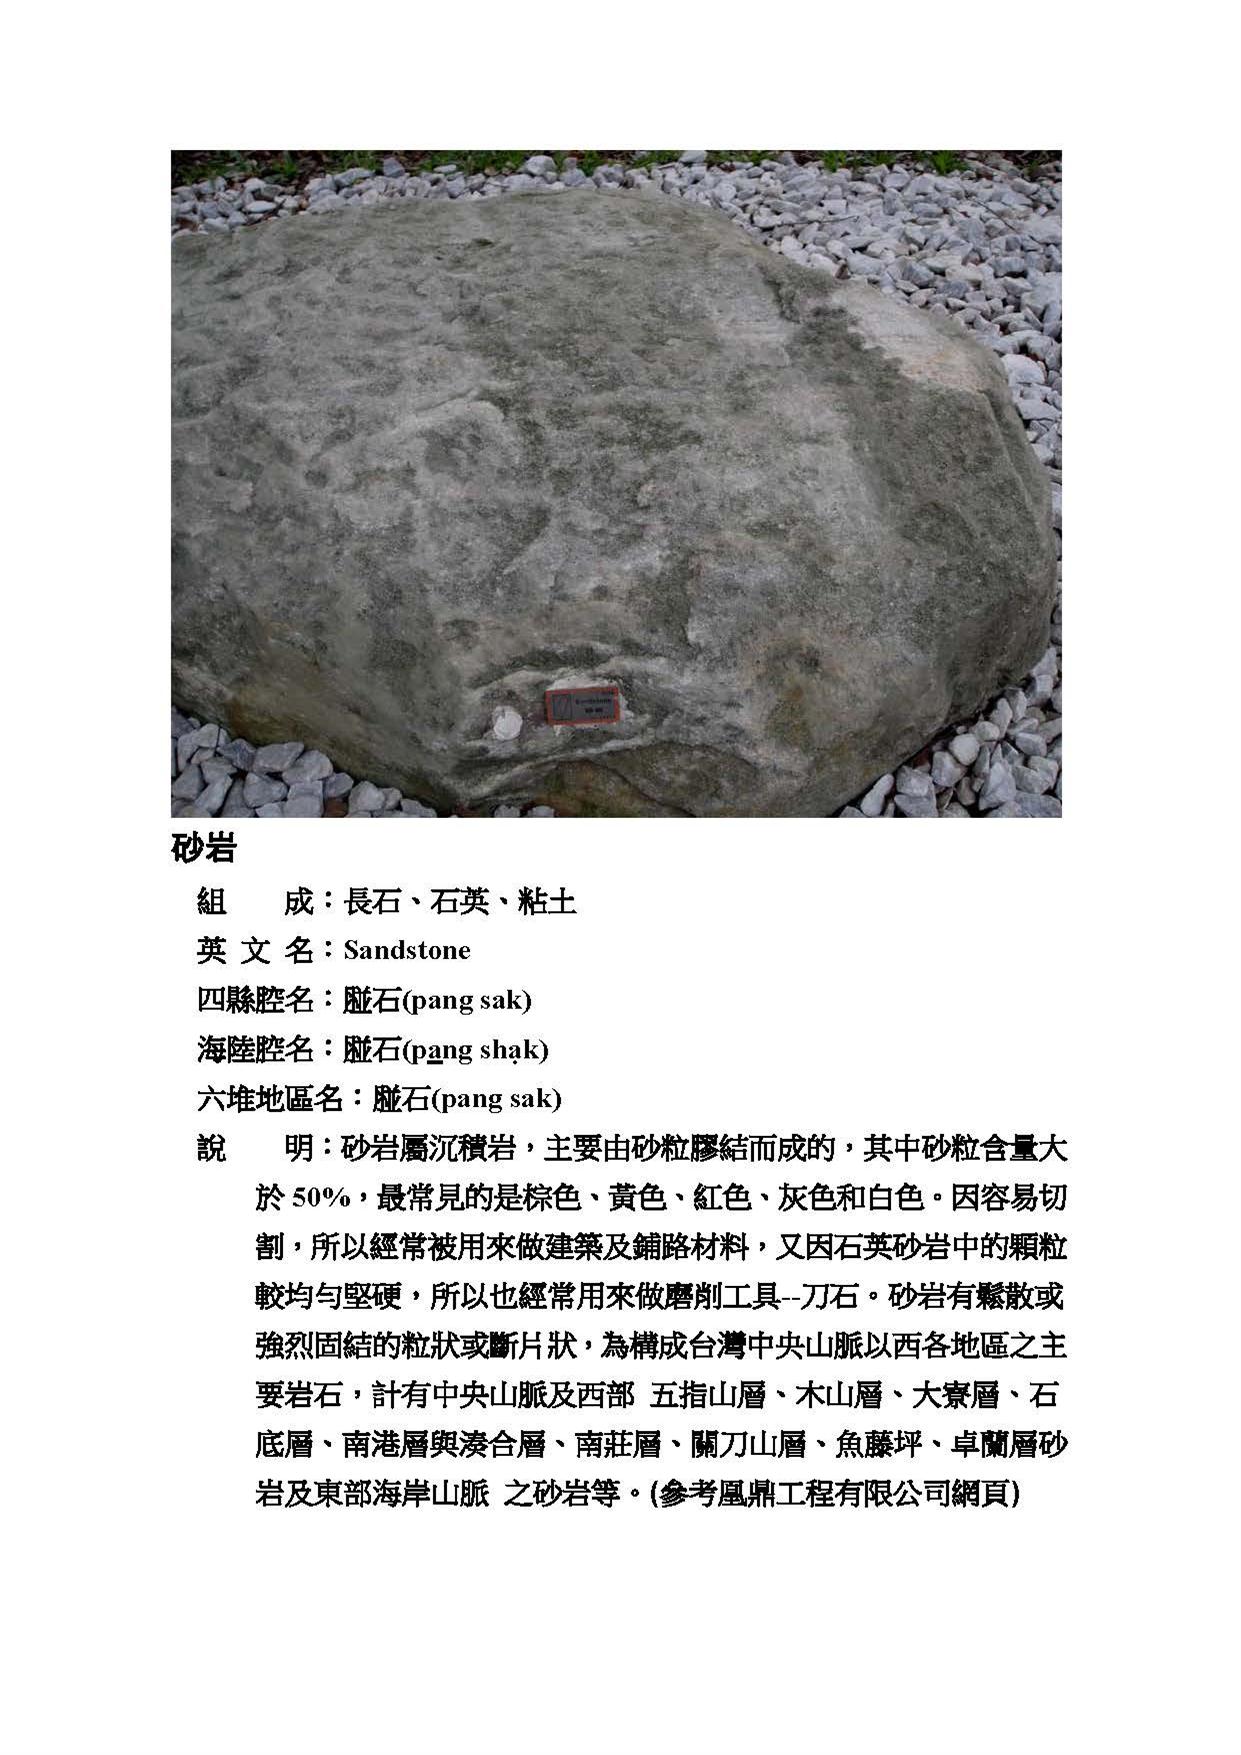 Sandstone
砂岩
組　　成：長石、石英、粘土
英 文 名：Sandstone
四縣腔名：掽石(pang sak)
海陸腔名：掽石(pa̲ng shạk)
六堆地區名：掽石(pang sak)
說　　明：砂岩屬沉積岩，主要由砂粒膠結而成的，其中砂粒含量大
於 50%，最常見的是棕色、黃色、紅色、灰色和白色。因容易切
割，所以經常被用來做建築及鋪路材料，又因石英砂岩中的顆粒
較均勻堅硬，所以也經常用來做磨削工具--刀石。砂岩有鬆散或
強烈固結的粒狀或斷片狀，為構成台灣中央山脈以西各地區之主
要岩石，計有中央山脈及西部 五指山層、木山層、大寮層、石
底層、南港層與湊合層、南莊層、關刀山層、魚藤坪、卓蘭層砂
岩及東部海岸山脈 之砂岩等。(參考凰鼎工程有限公司網頁)